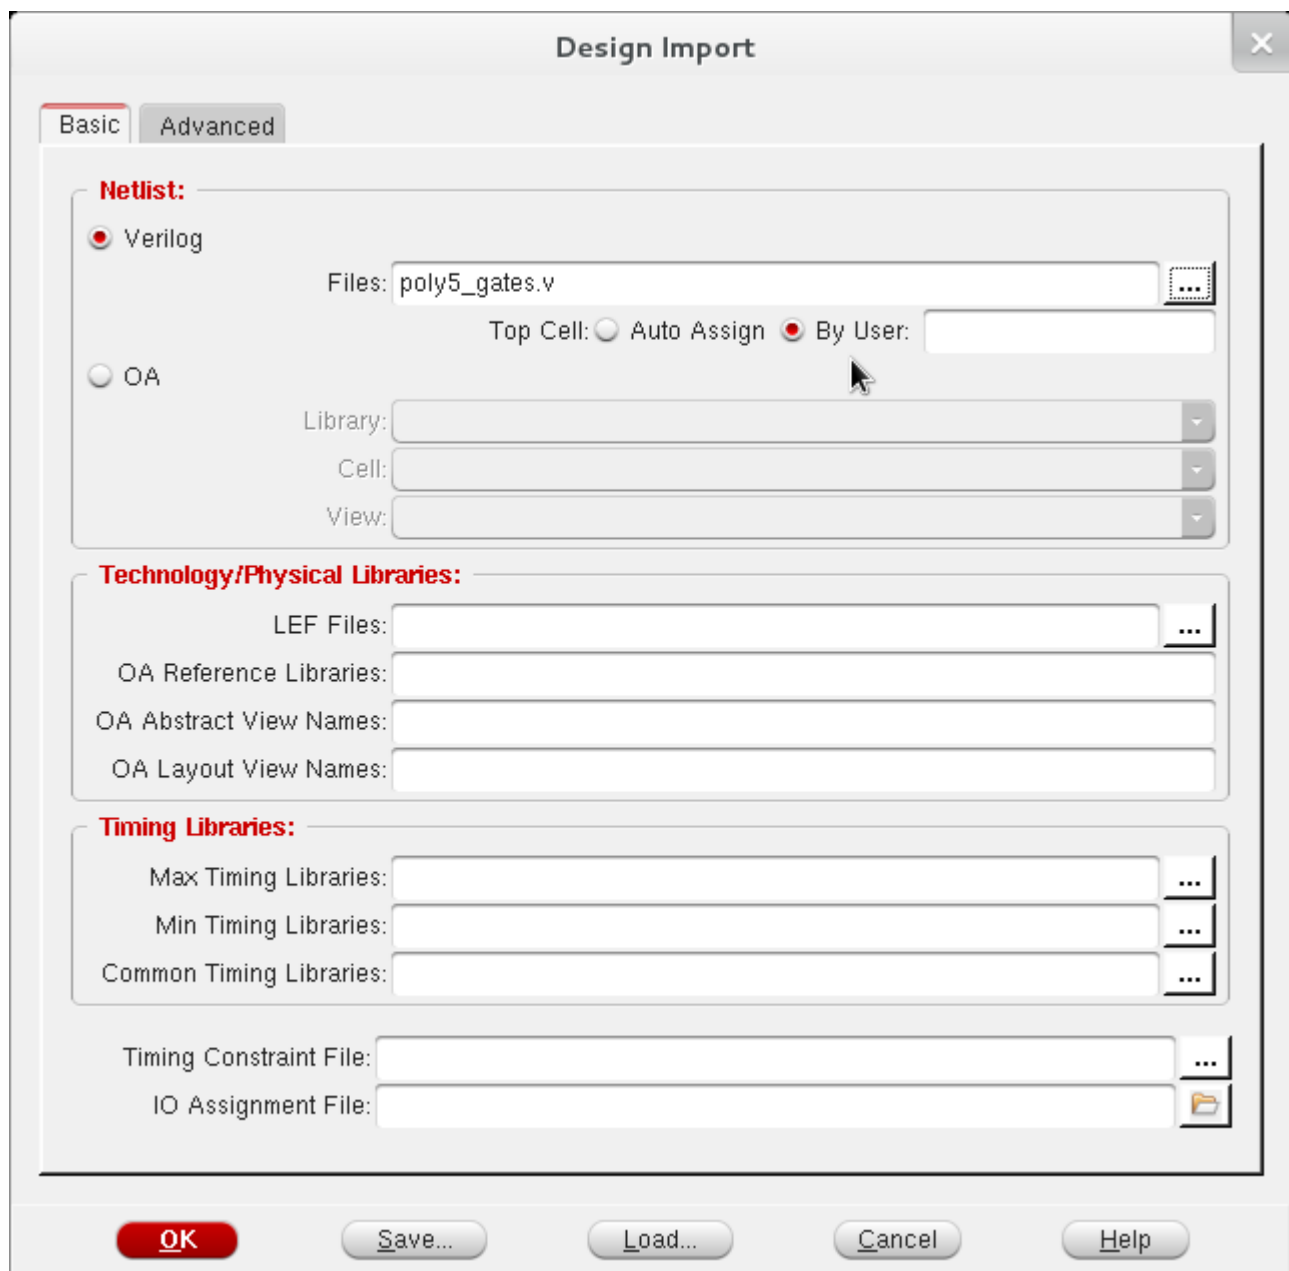 Design Import
Basic Advanced
Netlist:
Verilog
Files: poly5_gates.v ...
Top Cell: Auto Assign By User:
OA
Library:
Cell:
View:
Technology/Physical Libraries:
LEF Files: ...
OA Reference Libraries:
OA Abstract View Names:
OA Layout View Names:
Timing Libraries:
Max Timing Libraries: ...
Min Timing Libraries: ...
Common Timing Libraries: ...
Timing Constraint File: ...
IO Assignment File:
OK Save... Load... Cancel Help